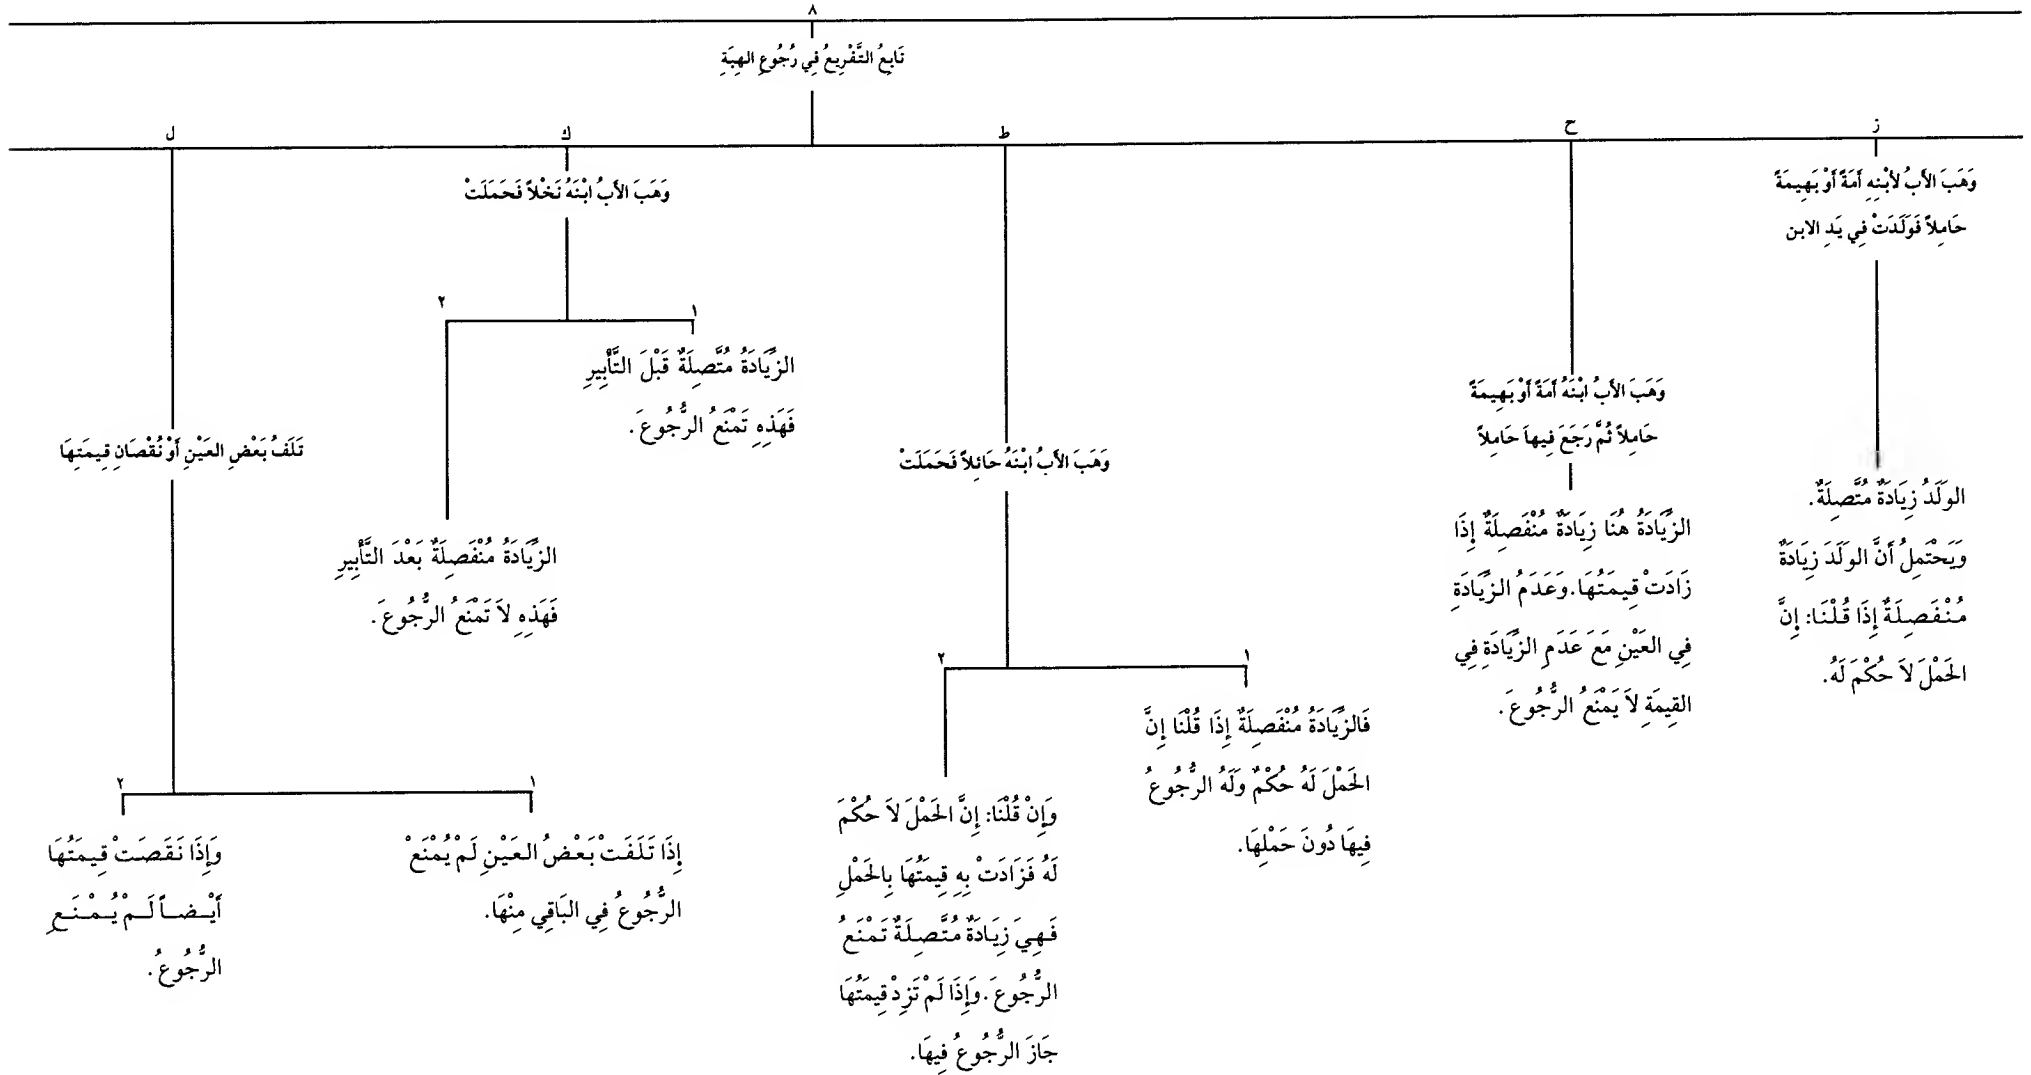 ٨
تَابِعُ التَّفْرِيعُ فِي رُجُوعِ الهِبَةِ
ز
وَهَبَ الأَبُ لأَبْنِهِ أَمَةً أَوْ بَهِيمَةً
حَامِلاً فَوَلَدَتْ فِي يَدِ الابن
الوَلَدُ زِيَادَةٌ مُتَّصِلَةٌ.
وَيَحْتَمِلُ أَنَّ الوَلَدَ زِيَادَةٌ
مُنْفَصِلَةٌ إِذَا قُلْنَا: إِنَّ
الحَمْلَ لاَ حُكْمَ لَهُ.
ح
وَهَبَ الأَبُ ابْنَهُ أَمَةً أَوْ بَهِيمَةً
حَامِلاً ثُمَّ رَجَعَ فِيهاَ حَامِلاً
الزِّيَادَةُ هُنَا زِيَادَةٌ مُنْفَصِلَةٌ إِذَا
زَادَتْ قِيمَتُهَا. وَعَدَمُ الزِّيَادَةِ
فِي العَيْنِ مَعَ عَدَمِ الزِّيَادَةِ فِي
القِيمَةِ لاَ يَمْنَعُ الرُّجُوعَ.
ط
وَهَبَ الأَبُ ابْنَهُ حَائِلاً فَحَمَلَتْ
١
فَالزِّيَادَةُ مُنْفَصِلَةٌ إِذَا قُلْنَا إِنَّ
الحَمْلَ لَهُ حُكْمٌ وَلَهُ الرُّجُوعُ
فِيهَا دُونَ حَمْلِهَا.
٢
وَإِنْ قُلْنَا: إِنَّ الحَمْلَ لاَ حُكْمَ
لَهُ فَزَادَتْ بِهِ قِيمَتُهَا بِالحَمْلِ
فَهِيَ زِيَادَةٌ مُتَّصِلَةٌ تَمْنَعُ
الرُّجُوعَ. وَإِذَا لَمْ تَزِدْ قِيمَتُهَا
جَازَ الرُّجُوعُ فِيهَا.
ك
وَهَبَ الأَبُ ابْنَهُ نَخْلاً فَحَمَلَتْ
١
الزِّيَادَةُ مُتَّصِلَةٌ قَبْلَ التَّأْبِيرِ
فَهَذِهِ تَمْنَعُ الرُّجُوعَ.
٢
الزِّيَادَةُ مُنْفَصِلَةٌ بَعْدَ التَّأْبِيرِ
فَهَذِهِ لاَ تَمْنَعُ الرُّجُوعَ.
ل
تَلَفُ بَعْضِ العَيْنِ أَوْ نُقْصَانِ قِيمَتِهَا
١
إِذَا تَلَفَتْ بَعْضُ العَيْنِ لَمْ يُمْنَعْ
الرُّجُوعُ فِي البَاقِي مِنْهَا.
٢
وَإِذَا نَقَصَتْ قِيمَتُهَا
أَيْضاً لَمْ يُمْنَعِ
الرُّجُوعُ.